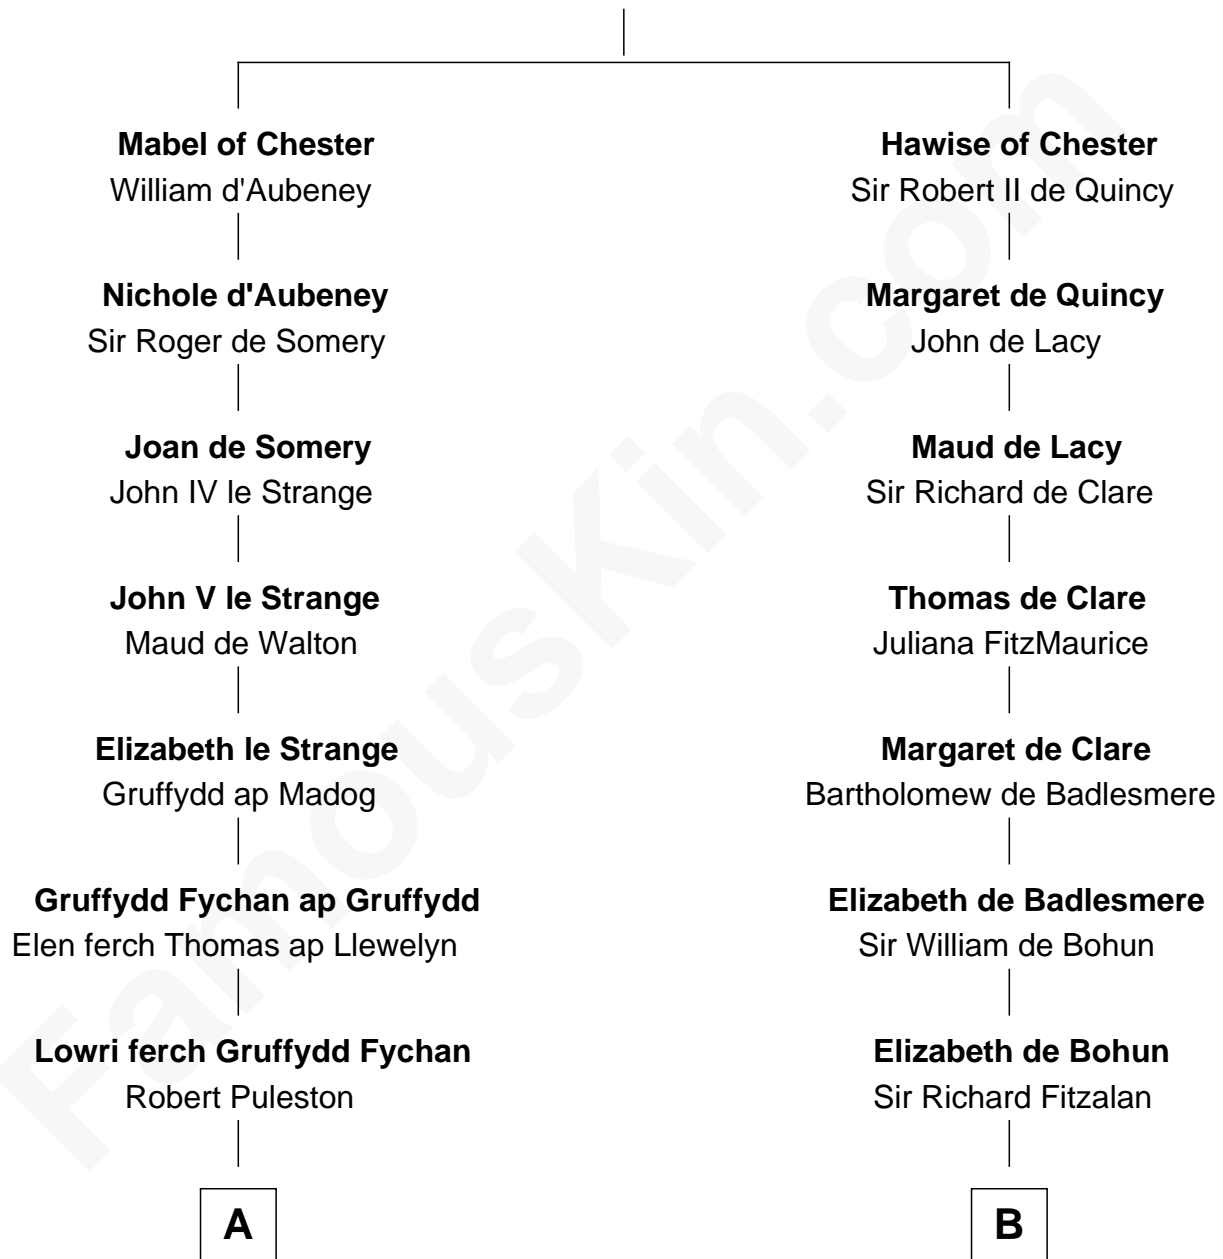 Mabel of Chester
William d'Aubeney
Nichole d'Aubeney
Sir Roger de Somery
Joan de Somery
John IV le Strange
John V le Strange
Maud de Walton
Elizabeth le Strange
Gruffydd ap Madog
Gruffydd Fychan ap Gruffydd
Elen ferch Thomas ap Llewelyn
Lowri ferch Gruffydd Fychan
Robert Puleston
A
Hawise of Chester
Sir Robert II de Quincy
Margaret de Quincy
John de Lacy
Maud de Lacy
Sir Richard de Clare
Thomas de Clare
Juliana FitzMaurice
Margaret de Clare
Bartholomew de Badlesmere
Elizabeth de Badlesmere
Sir William de Bohun
Elizabeth de Bohun
Sir Richard Fitzalan
B
FamousKin.com